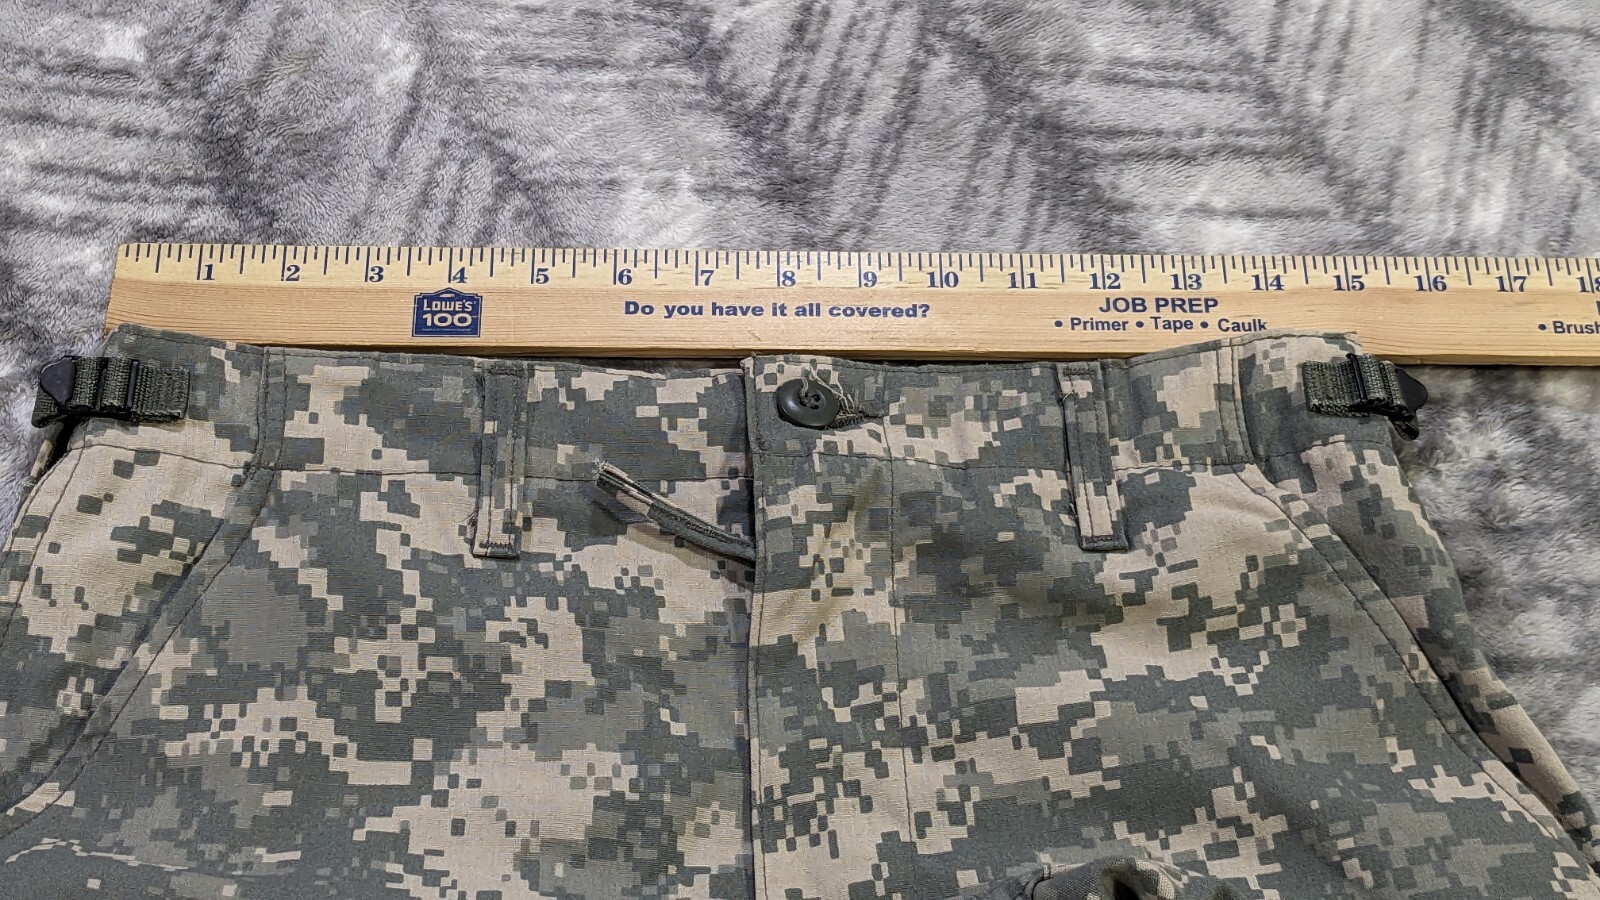 1 2 3 4 5 6 7 8 9 10 11 12 13 14 15 16 17
LOWE'S
100
Do you have it all covered?
JOB PREP
• Primer • Tape • Caulk
• Brush